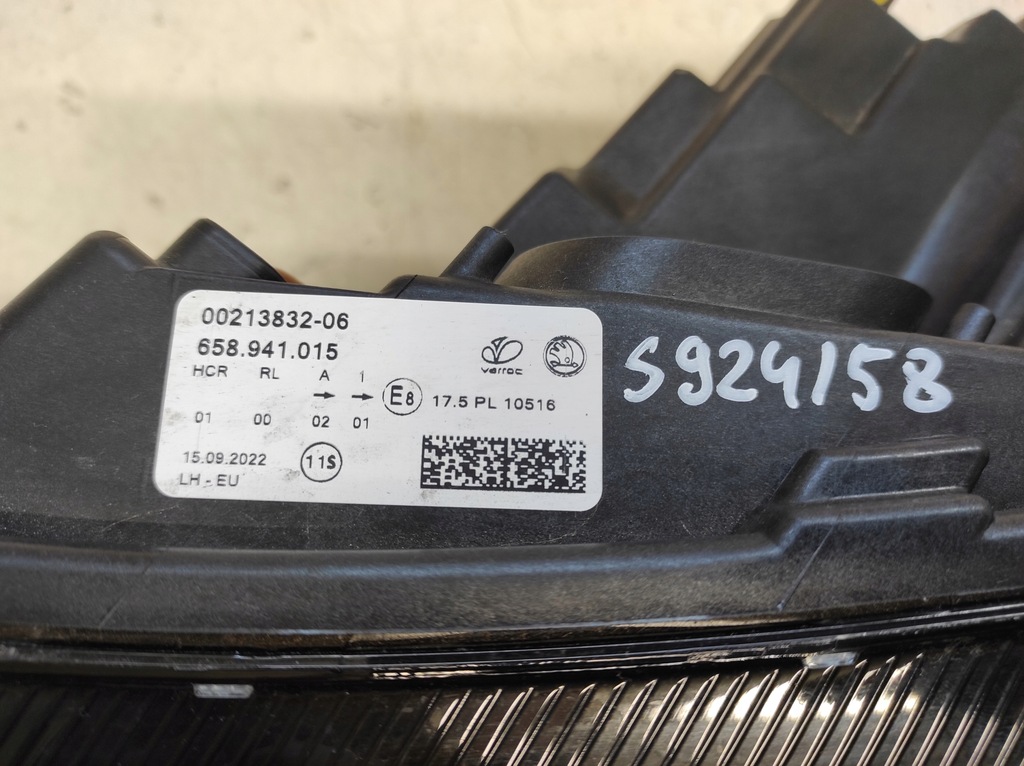 00213832-06
658.941.015
varroc
HCR RL A 1
→ →
E8 17.5 PL 10516
01 00 02 01
15.09.2022
11S
LH - EU
S924158